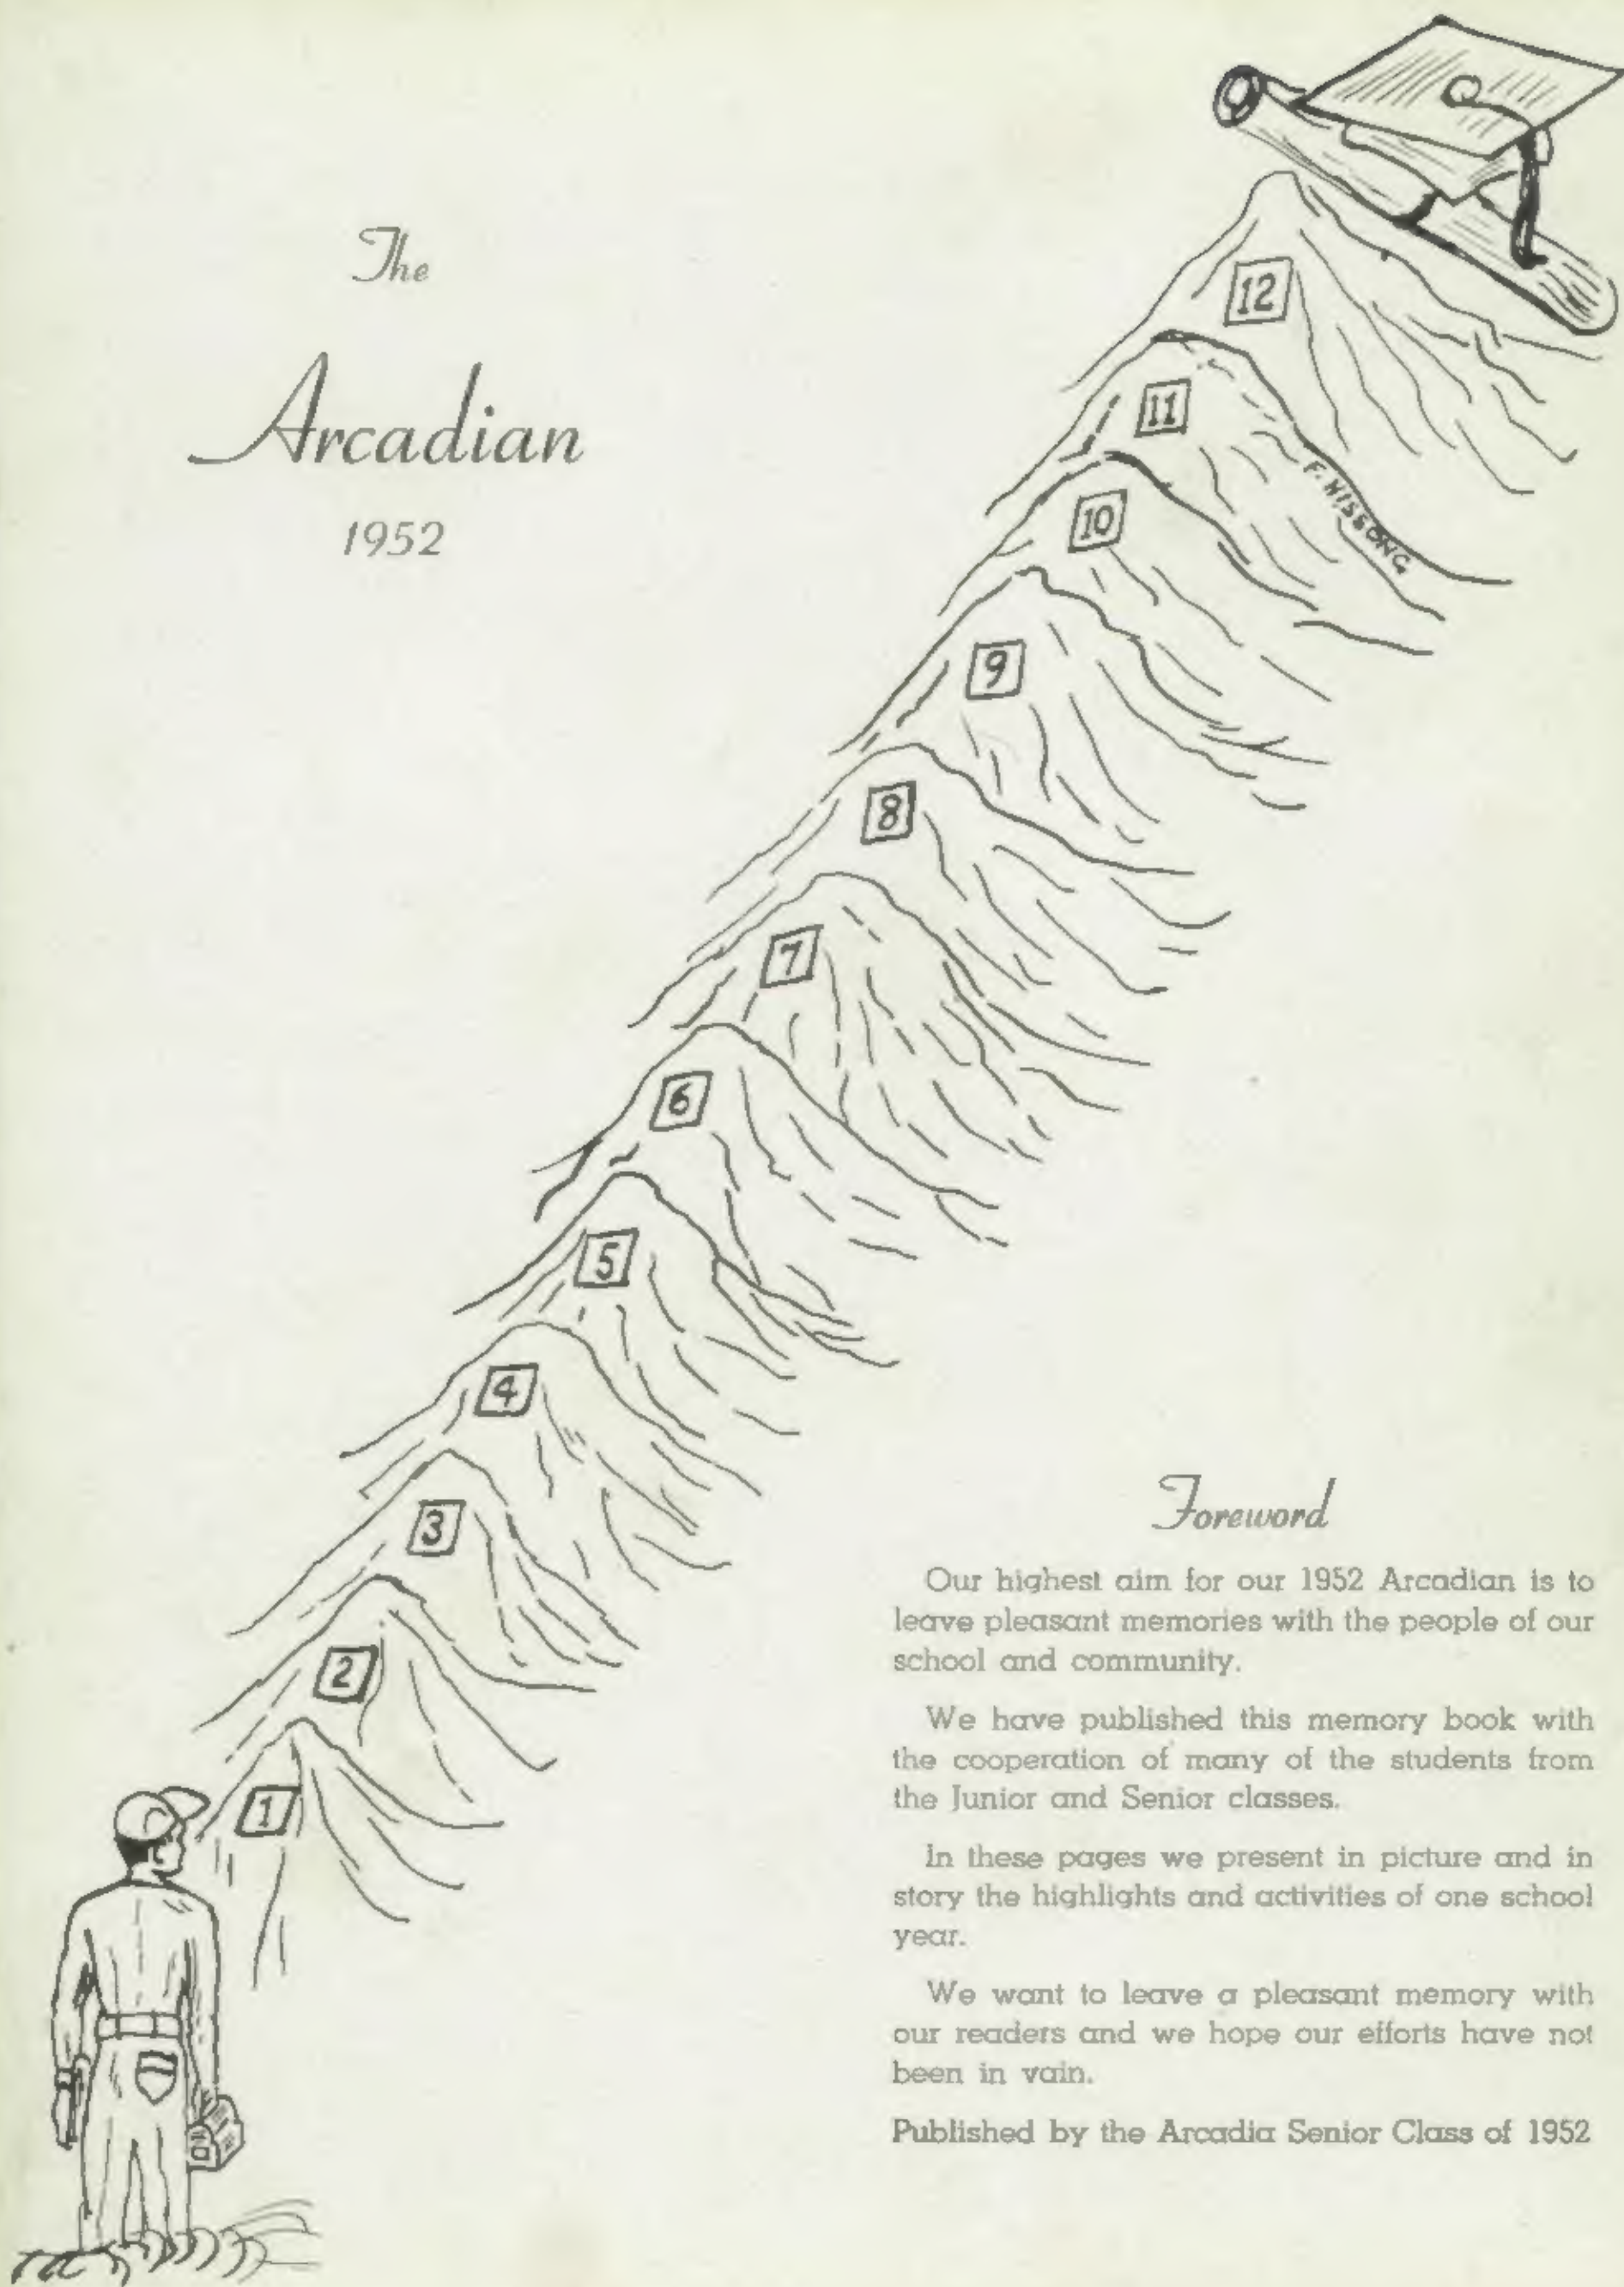 The
Arcadian
1952
12
11
F. HISSONG
10
9
8
7
6
5
4
3
2
1
Foreword
Our highest aim for our 1952 Arcadian is to
leave pleasant memories with the people of our
school and community.
We have published this memory book with
the cooperation of many of the students from
the Junior and Senior classes.
In these pages we present in picture and in
story the highlights and activities of one school
year.
We want to leave a pleasant memory with
our readers and we hope our efforts have not
been in vain.
Published by the Arcadia Senior Class of 1952